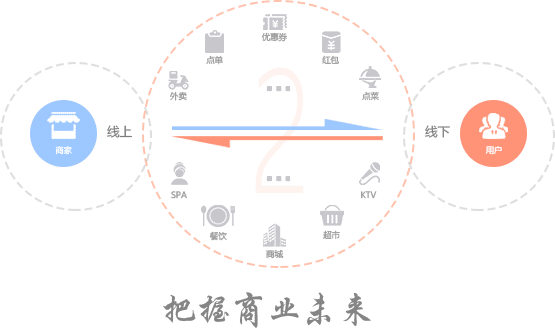 优惠券
点单
红包
外卖
点菜
...
2
商家
线上
线下
用户
...
SPA
KTV
餐饮
超市
商城
把握商业未来